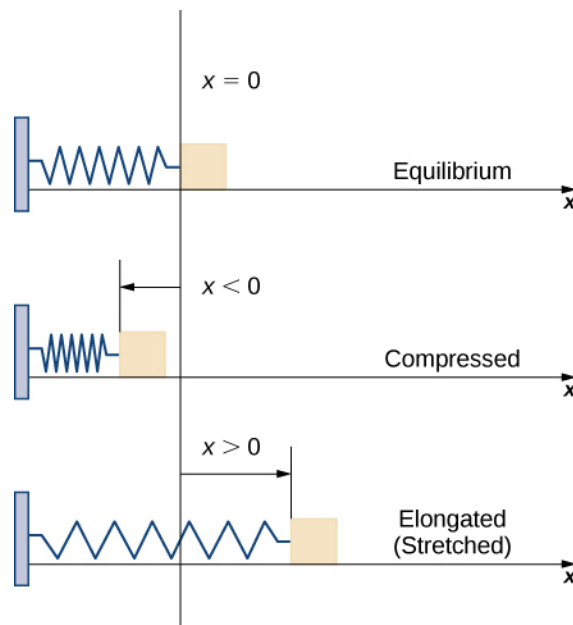 x = 0
Equilibrium
x
x < 0
Compressed
x
x > 0
Elongated
(Stretched)
x